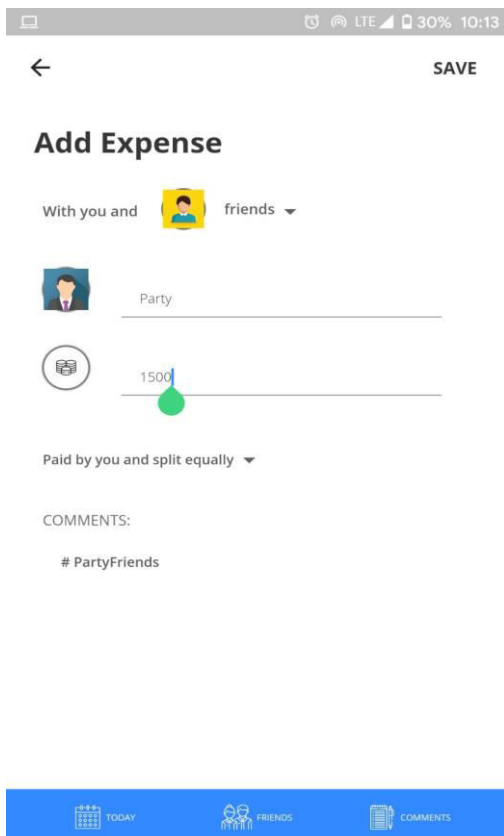 LTE 30% 10:13
SAVE
Add Expense
With you and friends
Party
1500
Paid by you and split equally
COMMENTS:
# PartyFriends
TODAY FRIENDS COMMENTS